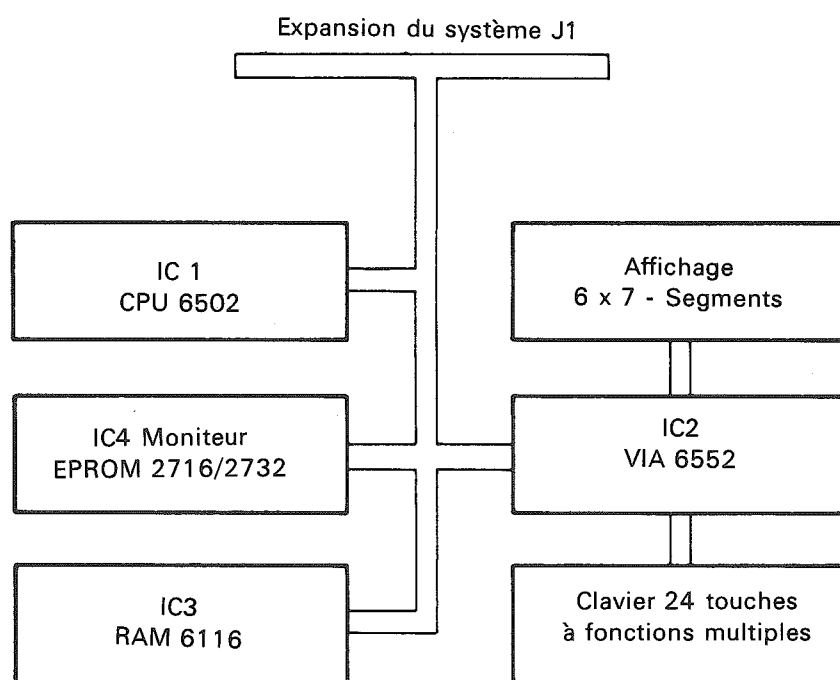 Expansion du système J1
IC 1
CPU 6502
Affichage
6 x 7 - Segments
IC4 Moniteur
EPROM 2716/2732
IC2
VIA 6552
IC3
RAM 6116
Clavier 24 touches
à fonctions multiples